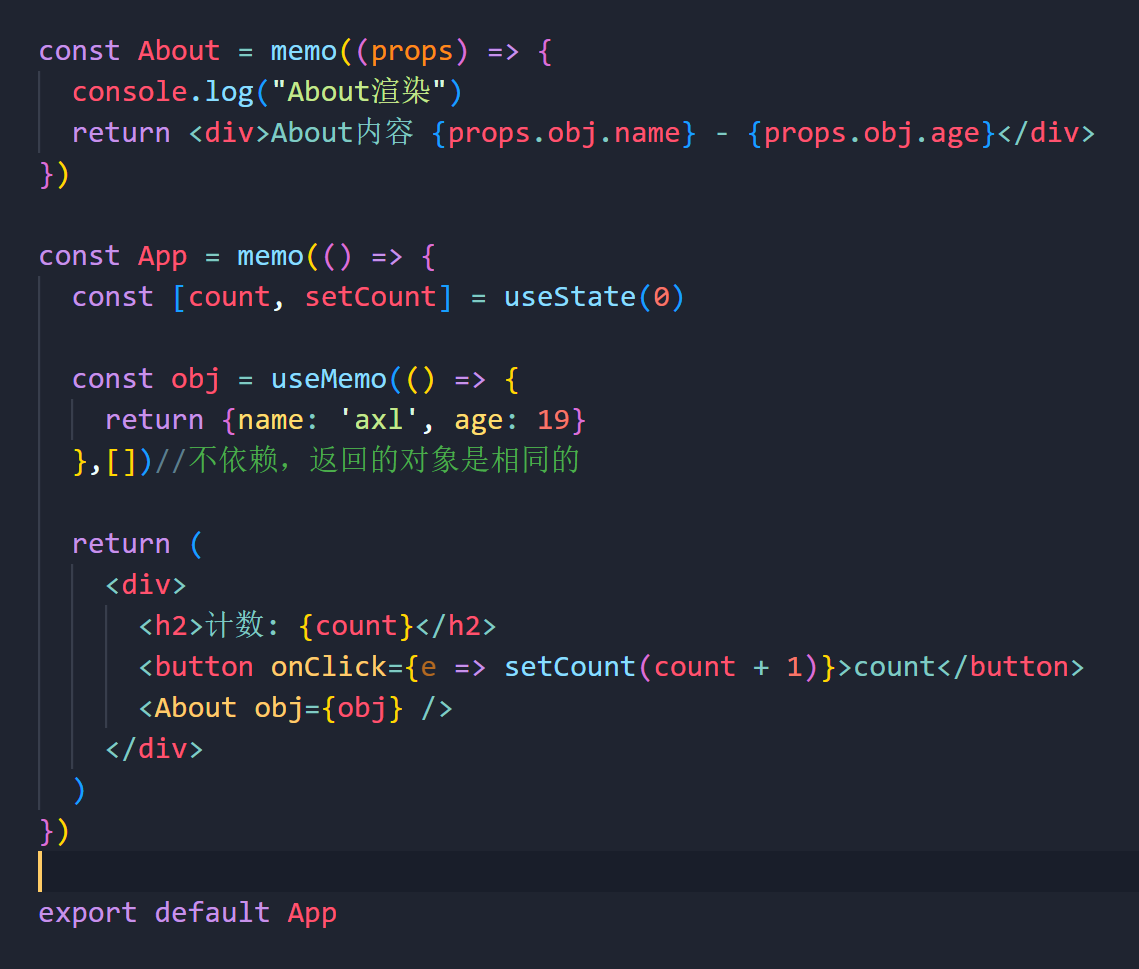 const About = memo((props) => {
  console.log("About渲染")
  return <div>About内容 {props.obj.name} - {props.obj.age}</div>
})

const App = memo(() => {
  const [count, setCount] = useState(0)

  const obj = useMemo(() => {
    return {name: 'axl', age: 19}
  },[])//不依赖，返回的对象是相同的

  return (
    <div>
      <h2>计数: {count}</h2>
      <button onClick={e => setCount(count + 1)}>count</button>
      <About obj={obj} />
    </div>
  )
})

export default App